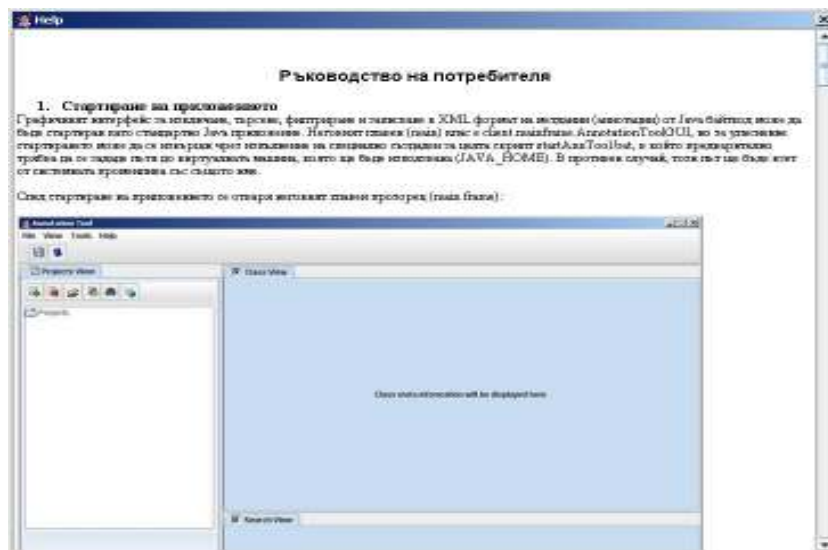 Help
Ръководство на потребителя
1. Стартиране на приложението
Графичният интерфейс за извличане, търсене, филтриране и записване в XML формат на метаданни (анотации) от Java байткод може да
бъде стартиран като стандартно Java приложение. Неговият главен (main) клас е client.mainframe.AnnotationToolGUI, но за улеснение
стартирането може да се извърши чрез изпълнение на специално създаден за целта скрипт startAnnTool.bat, в който предварително
трябва да се зададе пътя до виртуалната машина, която ще бъде използвана (JAVA_HOME). В противен случай, този път ще бъде взет
от системната променлива със същото име.
След стартиране на приложението се отваря неговият главен прозорец (main frame):
Annotation Tool
File View Tools Help
Projects View
Class View
Projects
Class meta information will be displayed here
Search View